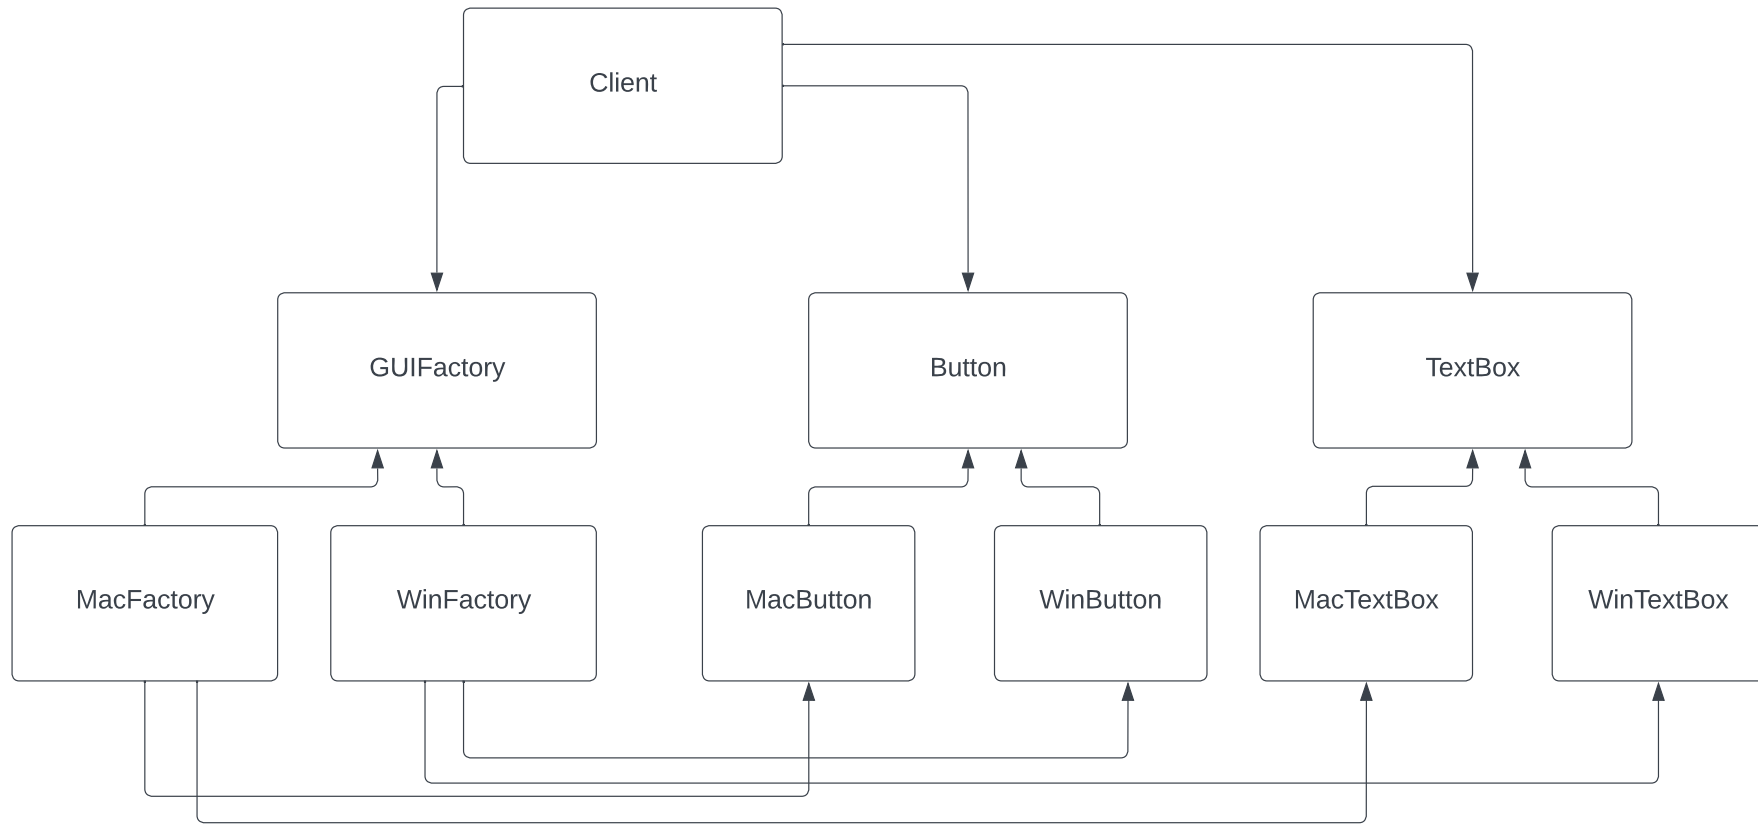 Client
GUIFactory
Button
TextBox
MacFactory
WinFactory
MacButton
WinButton
MacTextBox
WinTextBox